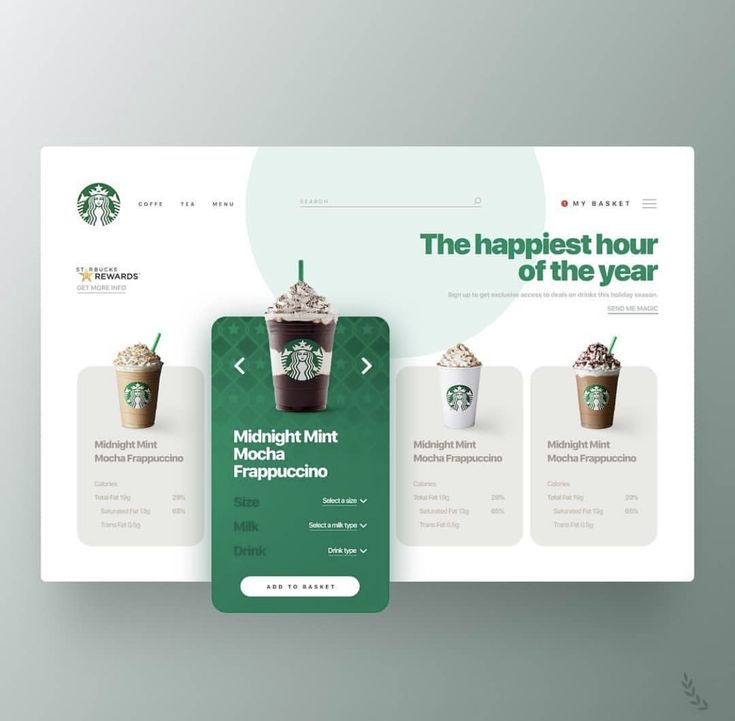 COFFE TEA MENU
SEARCH
1 MY BASKET
The happiest hour
of the year
Sign up to get exclusive access to deals on drinks this holiday season.
SEND ME MAGIC
STARBUCKS
REWARDS
GET MORE INFO
Midnight Mint
Mocha Frappuccino
Calories
Total Fat 19g 29%
Saturated Fat 13g 65%
Trans Fat 0.5g
Midnight Mint
Mocha
Frappuccino
Size Select a size
Milk Select a milk type
Drink Drink type
ADD TO BASKET
Midnight Mint
Mocha Frappuccino
Calories
Total Fat 19g 29%
Saturated Fat 13g 65%
Trans Fat 0.5g
Midnight Mint
Mocha Frappuccino
Calories
Total Fat 19g 29%
Saturated Fat 13g 65%
Trans Fat 0.5g